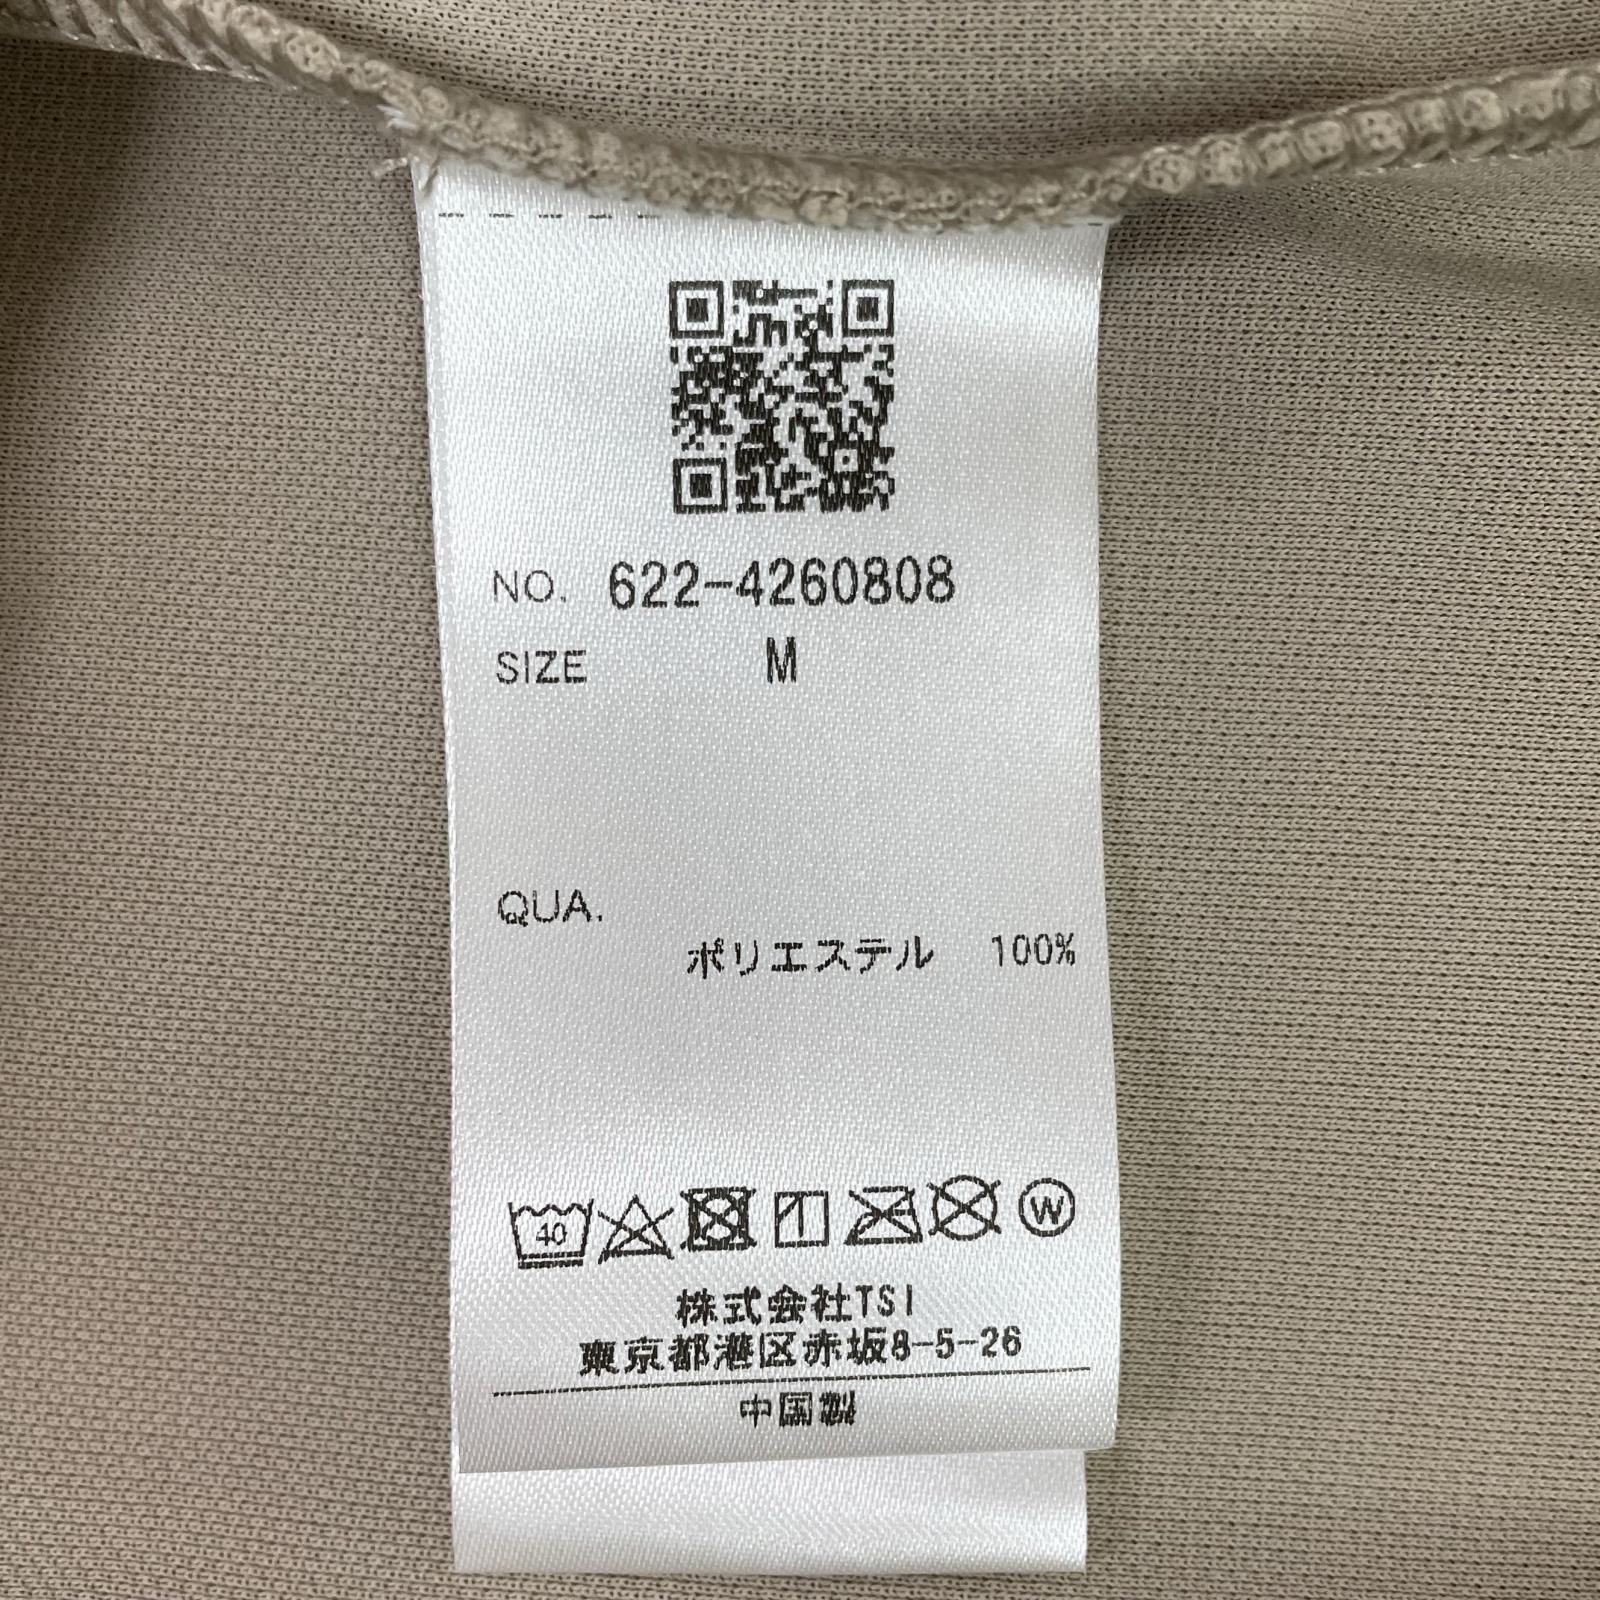 NO. 622-4260808
SIZE M
QUA.
ポリエステル 100%
40
W
株式会社TSI
東京都港区赤坂8-5-26
中国製